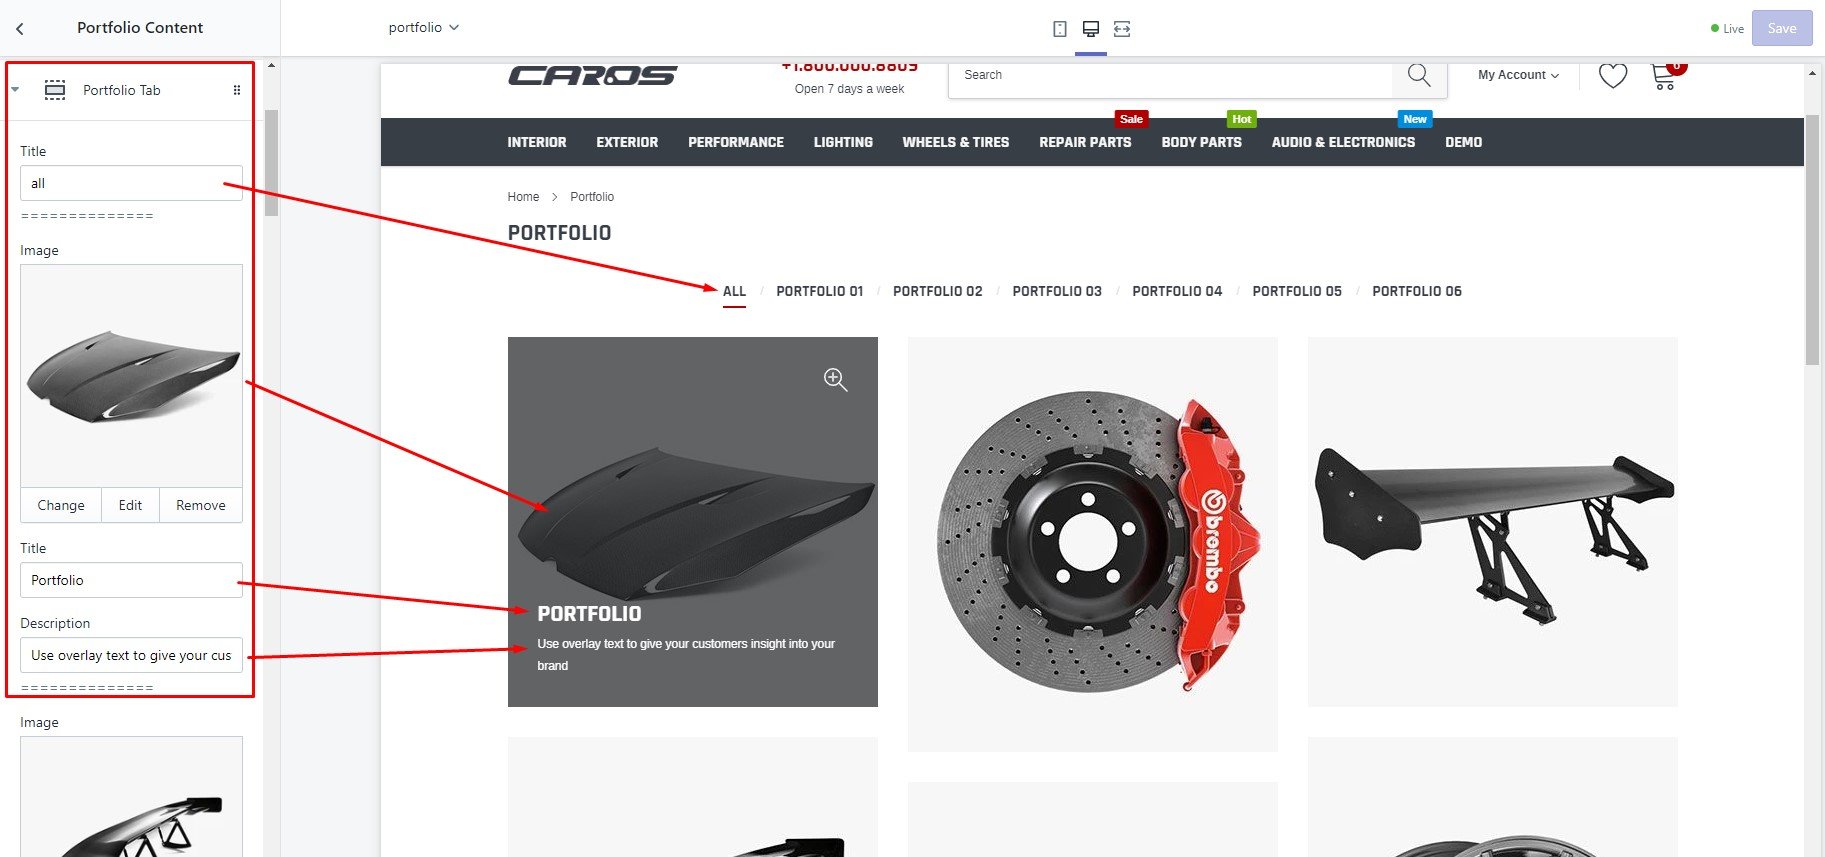 Portfolio Content
portfolio
Live
Save
Portfolio Tab
Title
all
==============
Image
Change
Edit
Remove
Title
Portfolio
Description
Use overlay text to give your cus
==============
Image
CAROS
+1.800.000.8809
Open 7 days a week
Search
My Account
Sale
Hot
New
INTERIOR
EXTERIOR
PERFORMANCE
LIGHTING
WHEELS & TIRES
REPAIR PARTS
BODY PARTS
AUDIO & ELECTRONICS
DEMO
Home > Portfolio
PORTFOLIO
ALL / PORTFOLIO 01 / PORTFOLIO 02 / PORTFOLIO 03 / PORTFOLIO 04 / PORTFOLIO 05 / PORTFOLIO 06
brembo
PORTFOLIO
Use overlay text to give your customers insight into your
brand